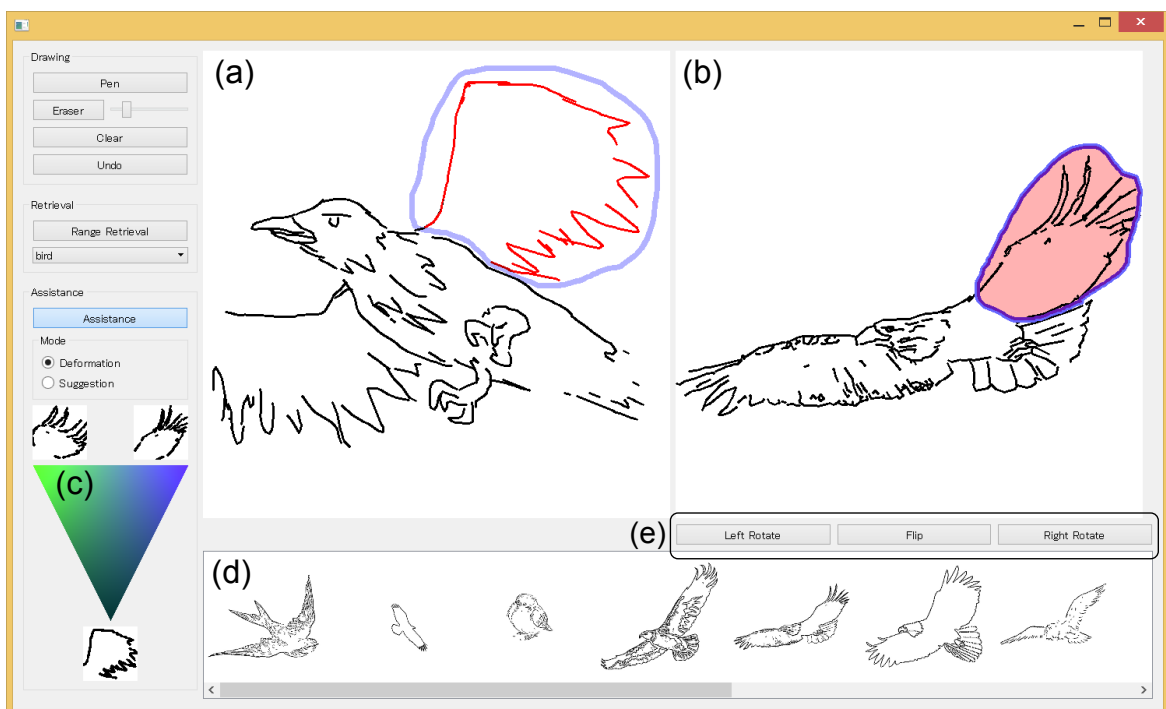 Drawing
Pen
Eraser
Clear
Undo
Retrieval
Range Retrieval
bird
Assistance
Assistance
Mode
Deformation
Suggestion
(c)
(a)
(b)
(e)
Left Rotate
Flip
Right Rotate
(d)